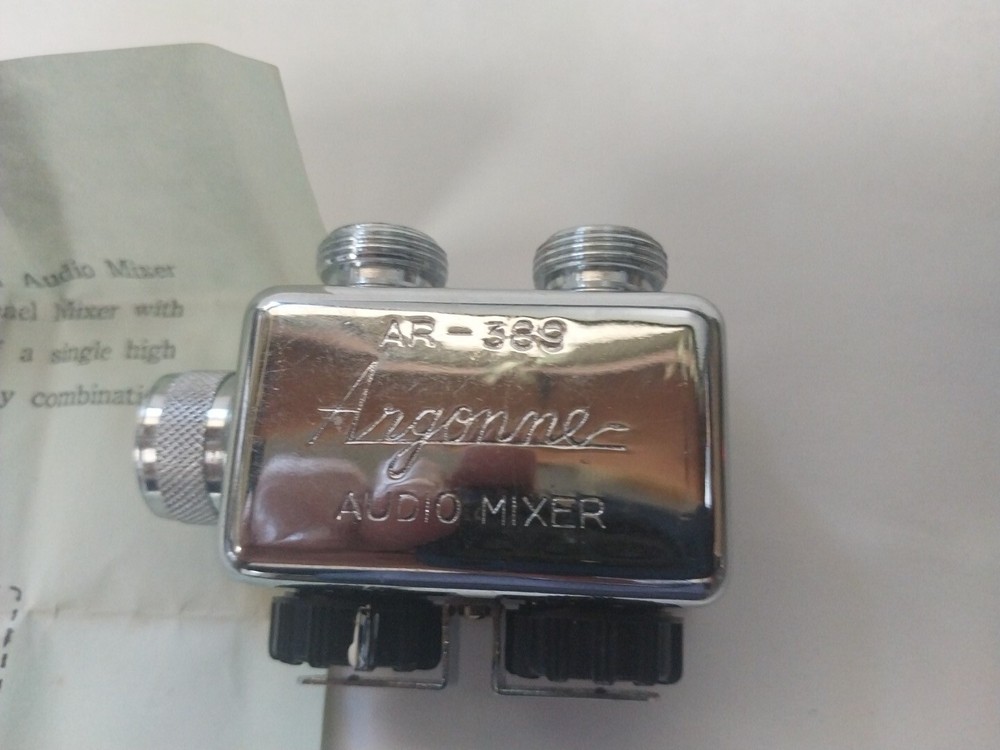 Audio Mixer
nel Mixer with
a single high
y combinati
AR-389
Argonne
AUDIO MIXER